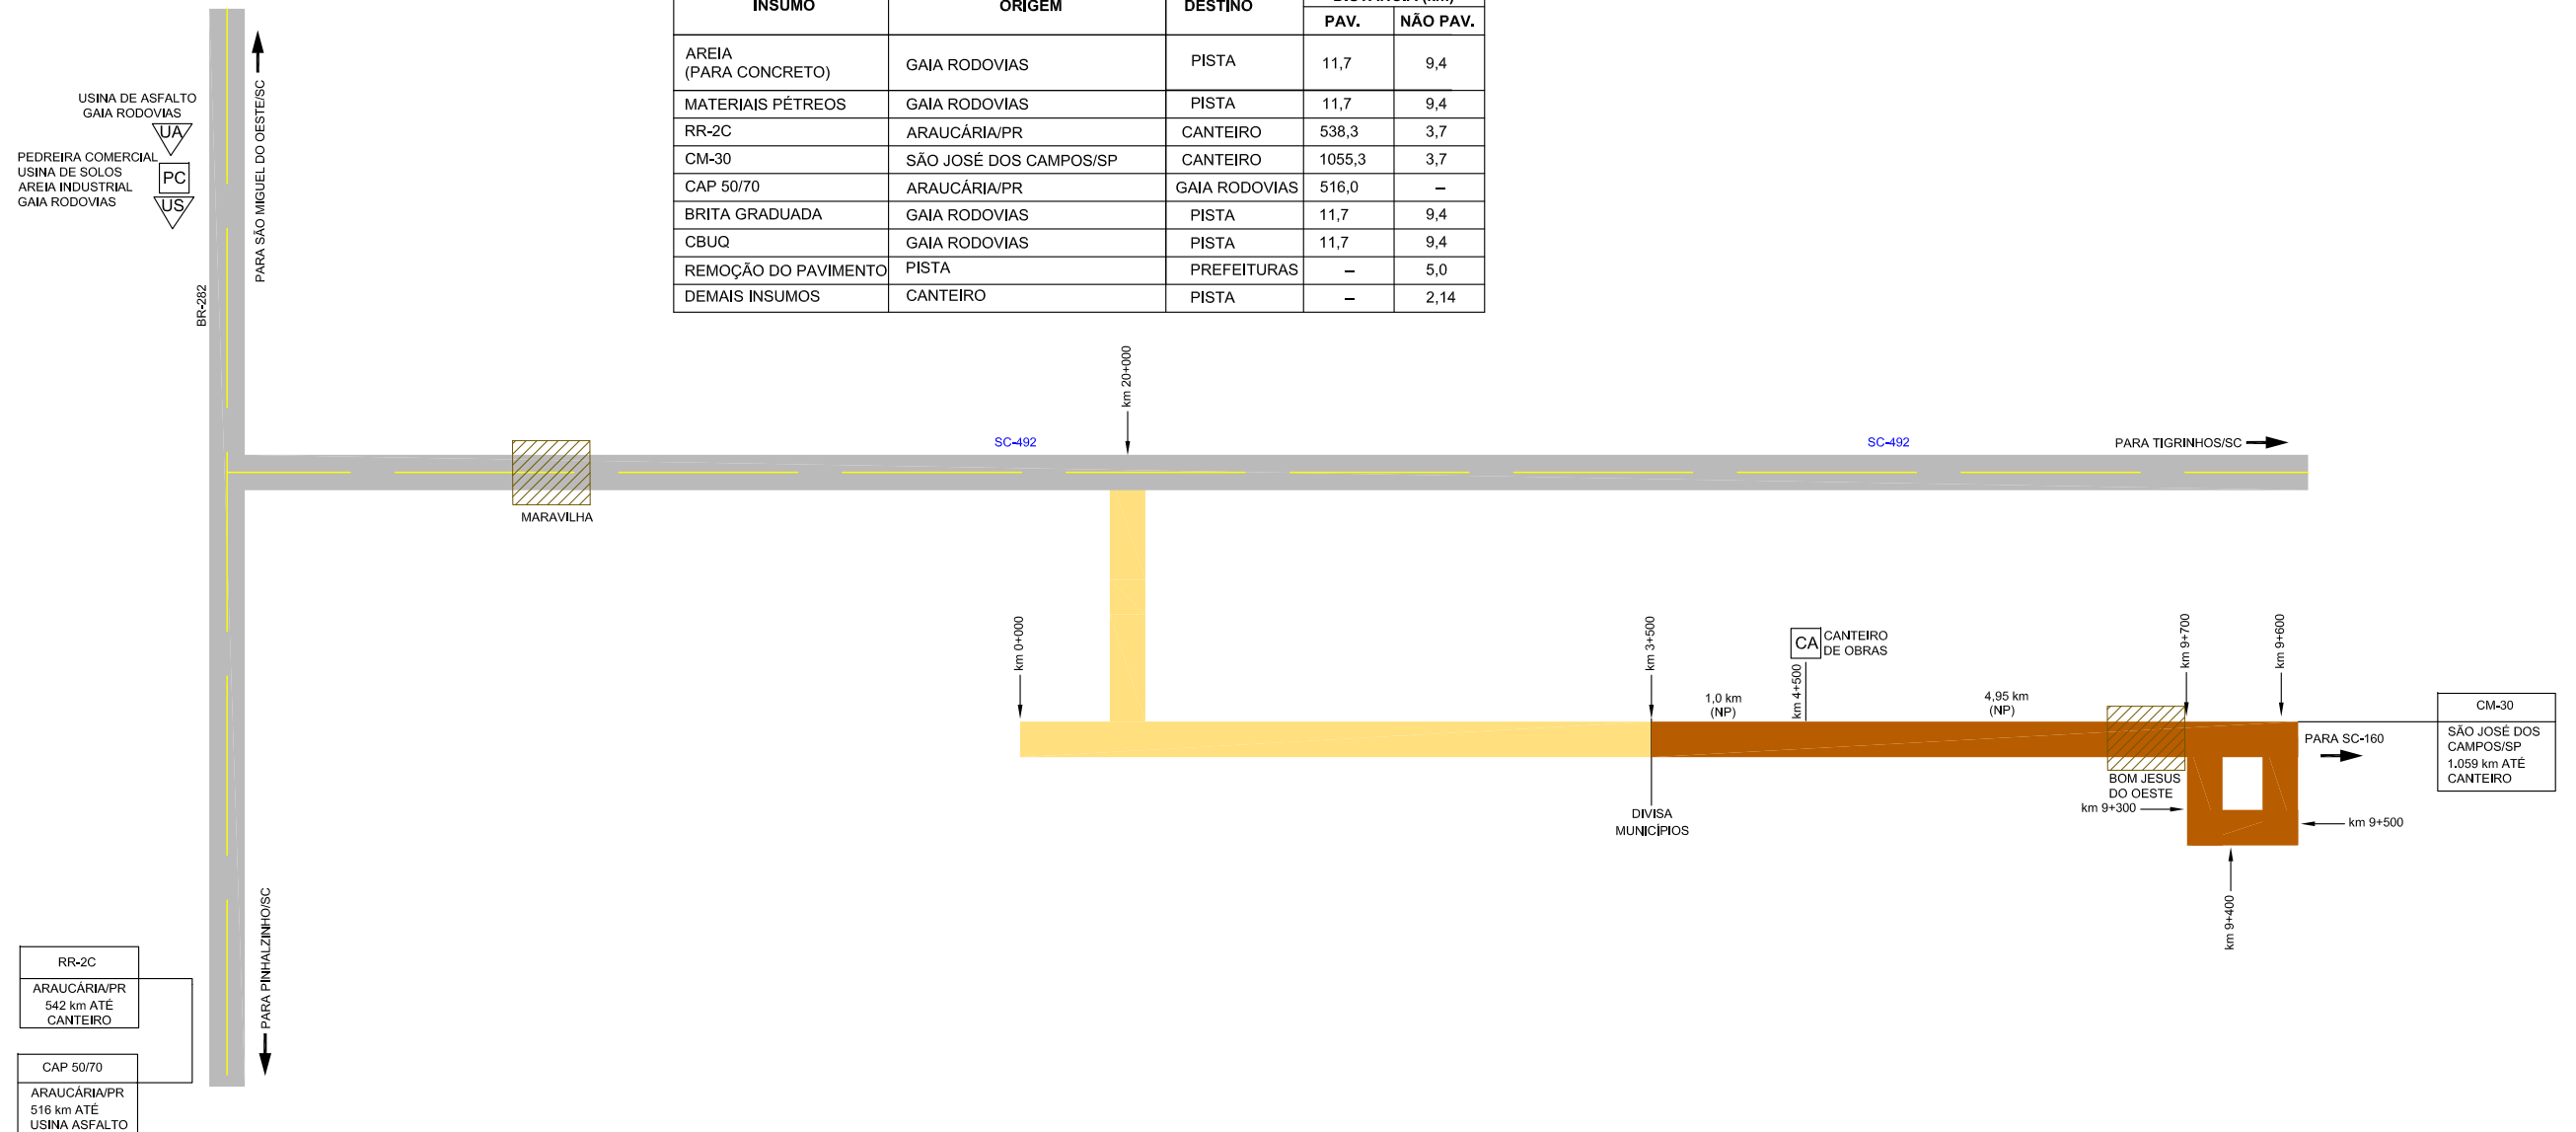 INSUMO ORIGEM DESTINO
PAV. NÃO PAV.
AREIA
(PARA CONCRETO) GAIA RODOVIAS PISTA 11,7 9,4
MATERIAIS PÉTREOS GAIA RODOVIAS PISTA 11,7 9,4
RR-2C ARAUCÁRIA/PR CANTEIRO 538,3 3,7
CM-30 SÃO JOSÉ DOS CAMPOS/SP CANTEIRO 1055,3 3,7
CAP 50/70 ARAUCÁRIA/PR GAIA RODOVIAS 516,0 –
BRITA GRADUADA GAIA RODOVIAS PISTA 11,7 9,4
CBUQ GAIA RODOVIAS PISTA 11,7 9,4
REMOÇÃO DO PAVIMENTO PISTA PREFEITURAS – 5,0
DEMAIS INSUMOS CANTEIRO PISTA – 2,14
USINA DE ASFALTO
GAIA RODOVIAS
UA
PEDREIRA COMERCIAL
USINA DE SOLOS
AREIA INDUSTRIAL
GAIA RODOVIAS
PC
US
PARA SÃO MIGUEL DO OESTE/SC
BR-282
km 20+000
SC-492
SC-492
PARA TIGRINHOS/SC
MARAVILHA
km 0+000
km 3+500
CA
CANTEIRO
DE OBRAS
km 4+500
1,0 km
(NP)
4,95 km
(NP)
km 9+700
km 9+600
CM-30
SÃO JOSÉ DOS
CAMPOS/SP
1.059 km ATÉ
CANTEIRO
PARA SC-160
BOM JESUS
DO OESTE
km 9+300
km 9+500
km 9+400
DIVISA
MUNICÍPIOS
PARA PINHALZINHO/SC
RR-2C
ARAUCÁRIA/PR
542 km ATÉ
CANTEIRO
CAP 50/70
ARAUCÁRIA/PR
516 km ATÉ
USINA ASFALTO